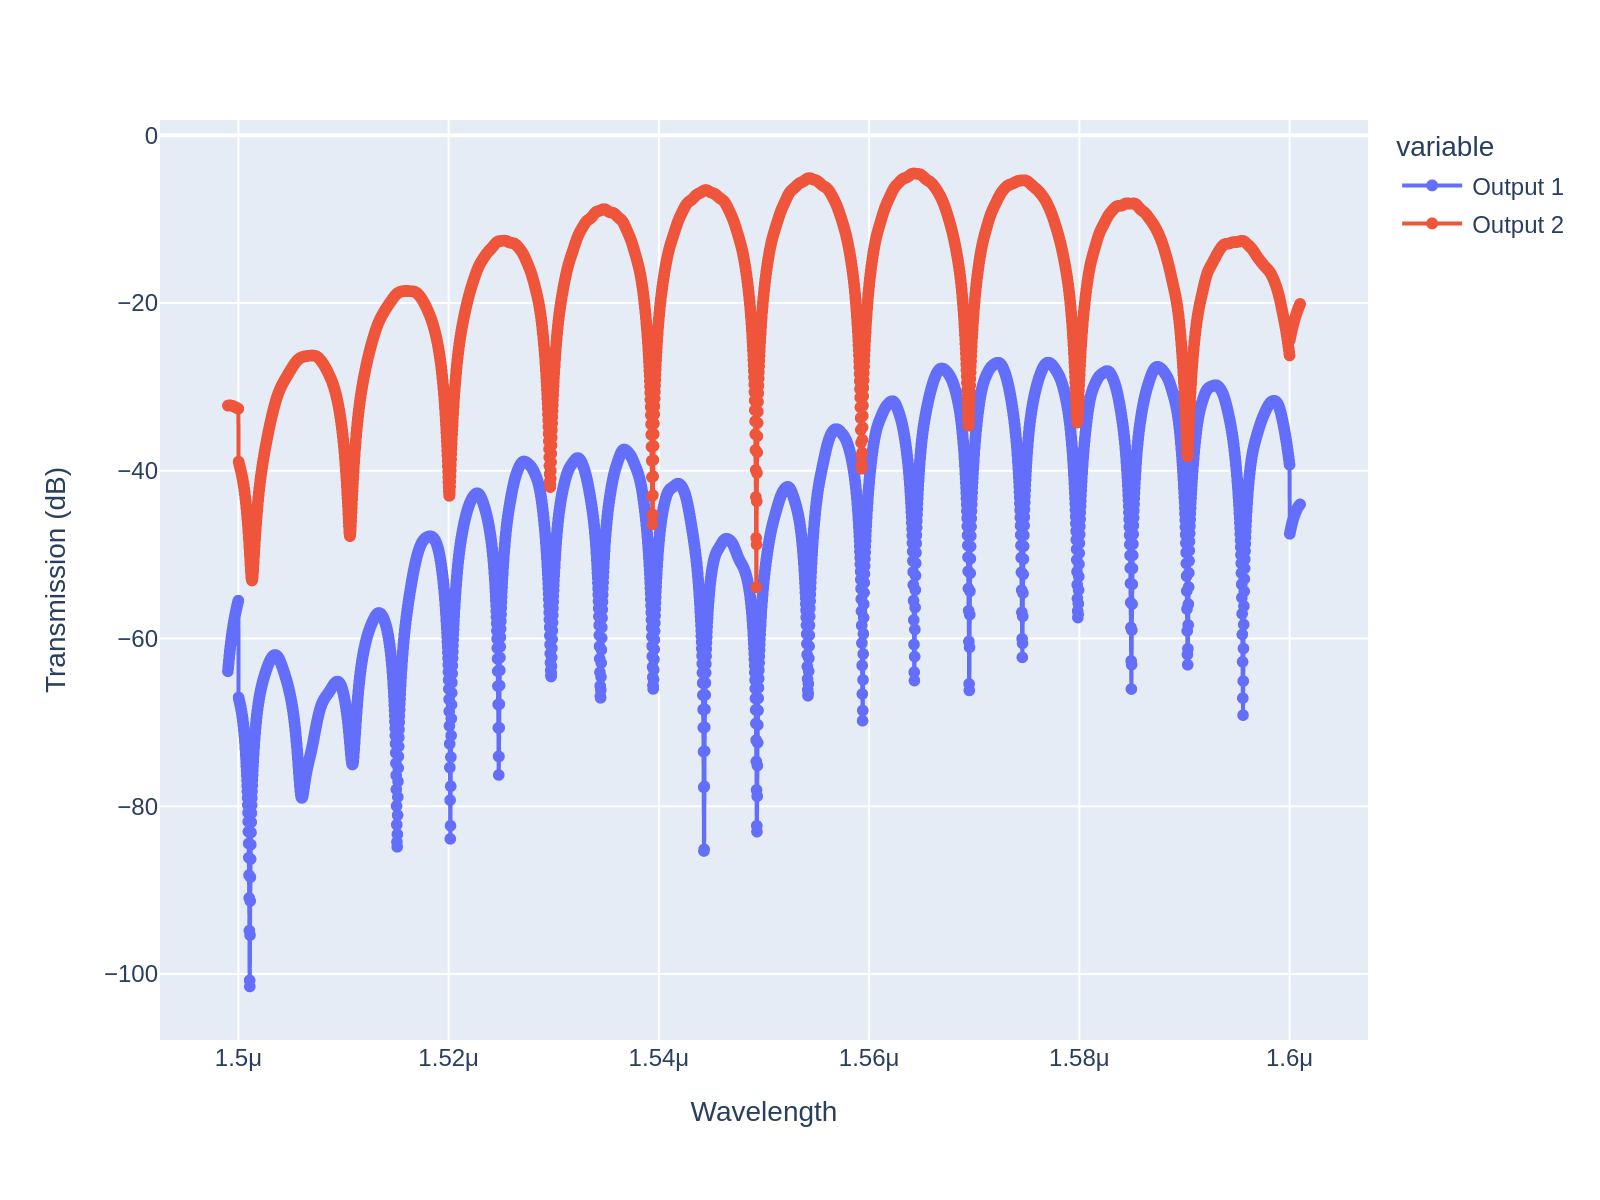 variable
Output 1
Output 2
Transmission (dB)
0
−20
−40
−60
−80
−100
1.5μ
1.52μ
1.54μ
1.56μ
1.58μ
1.6μ
Wavelength